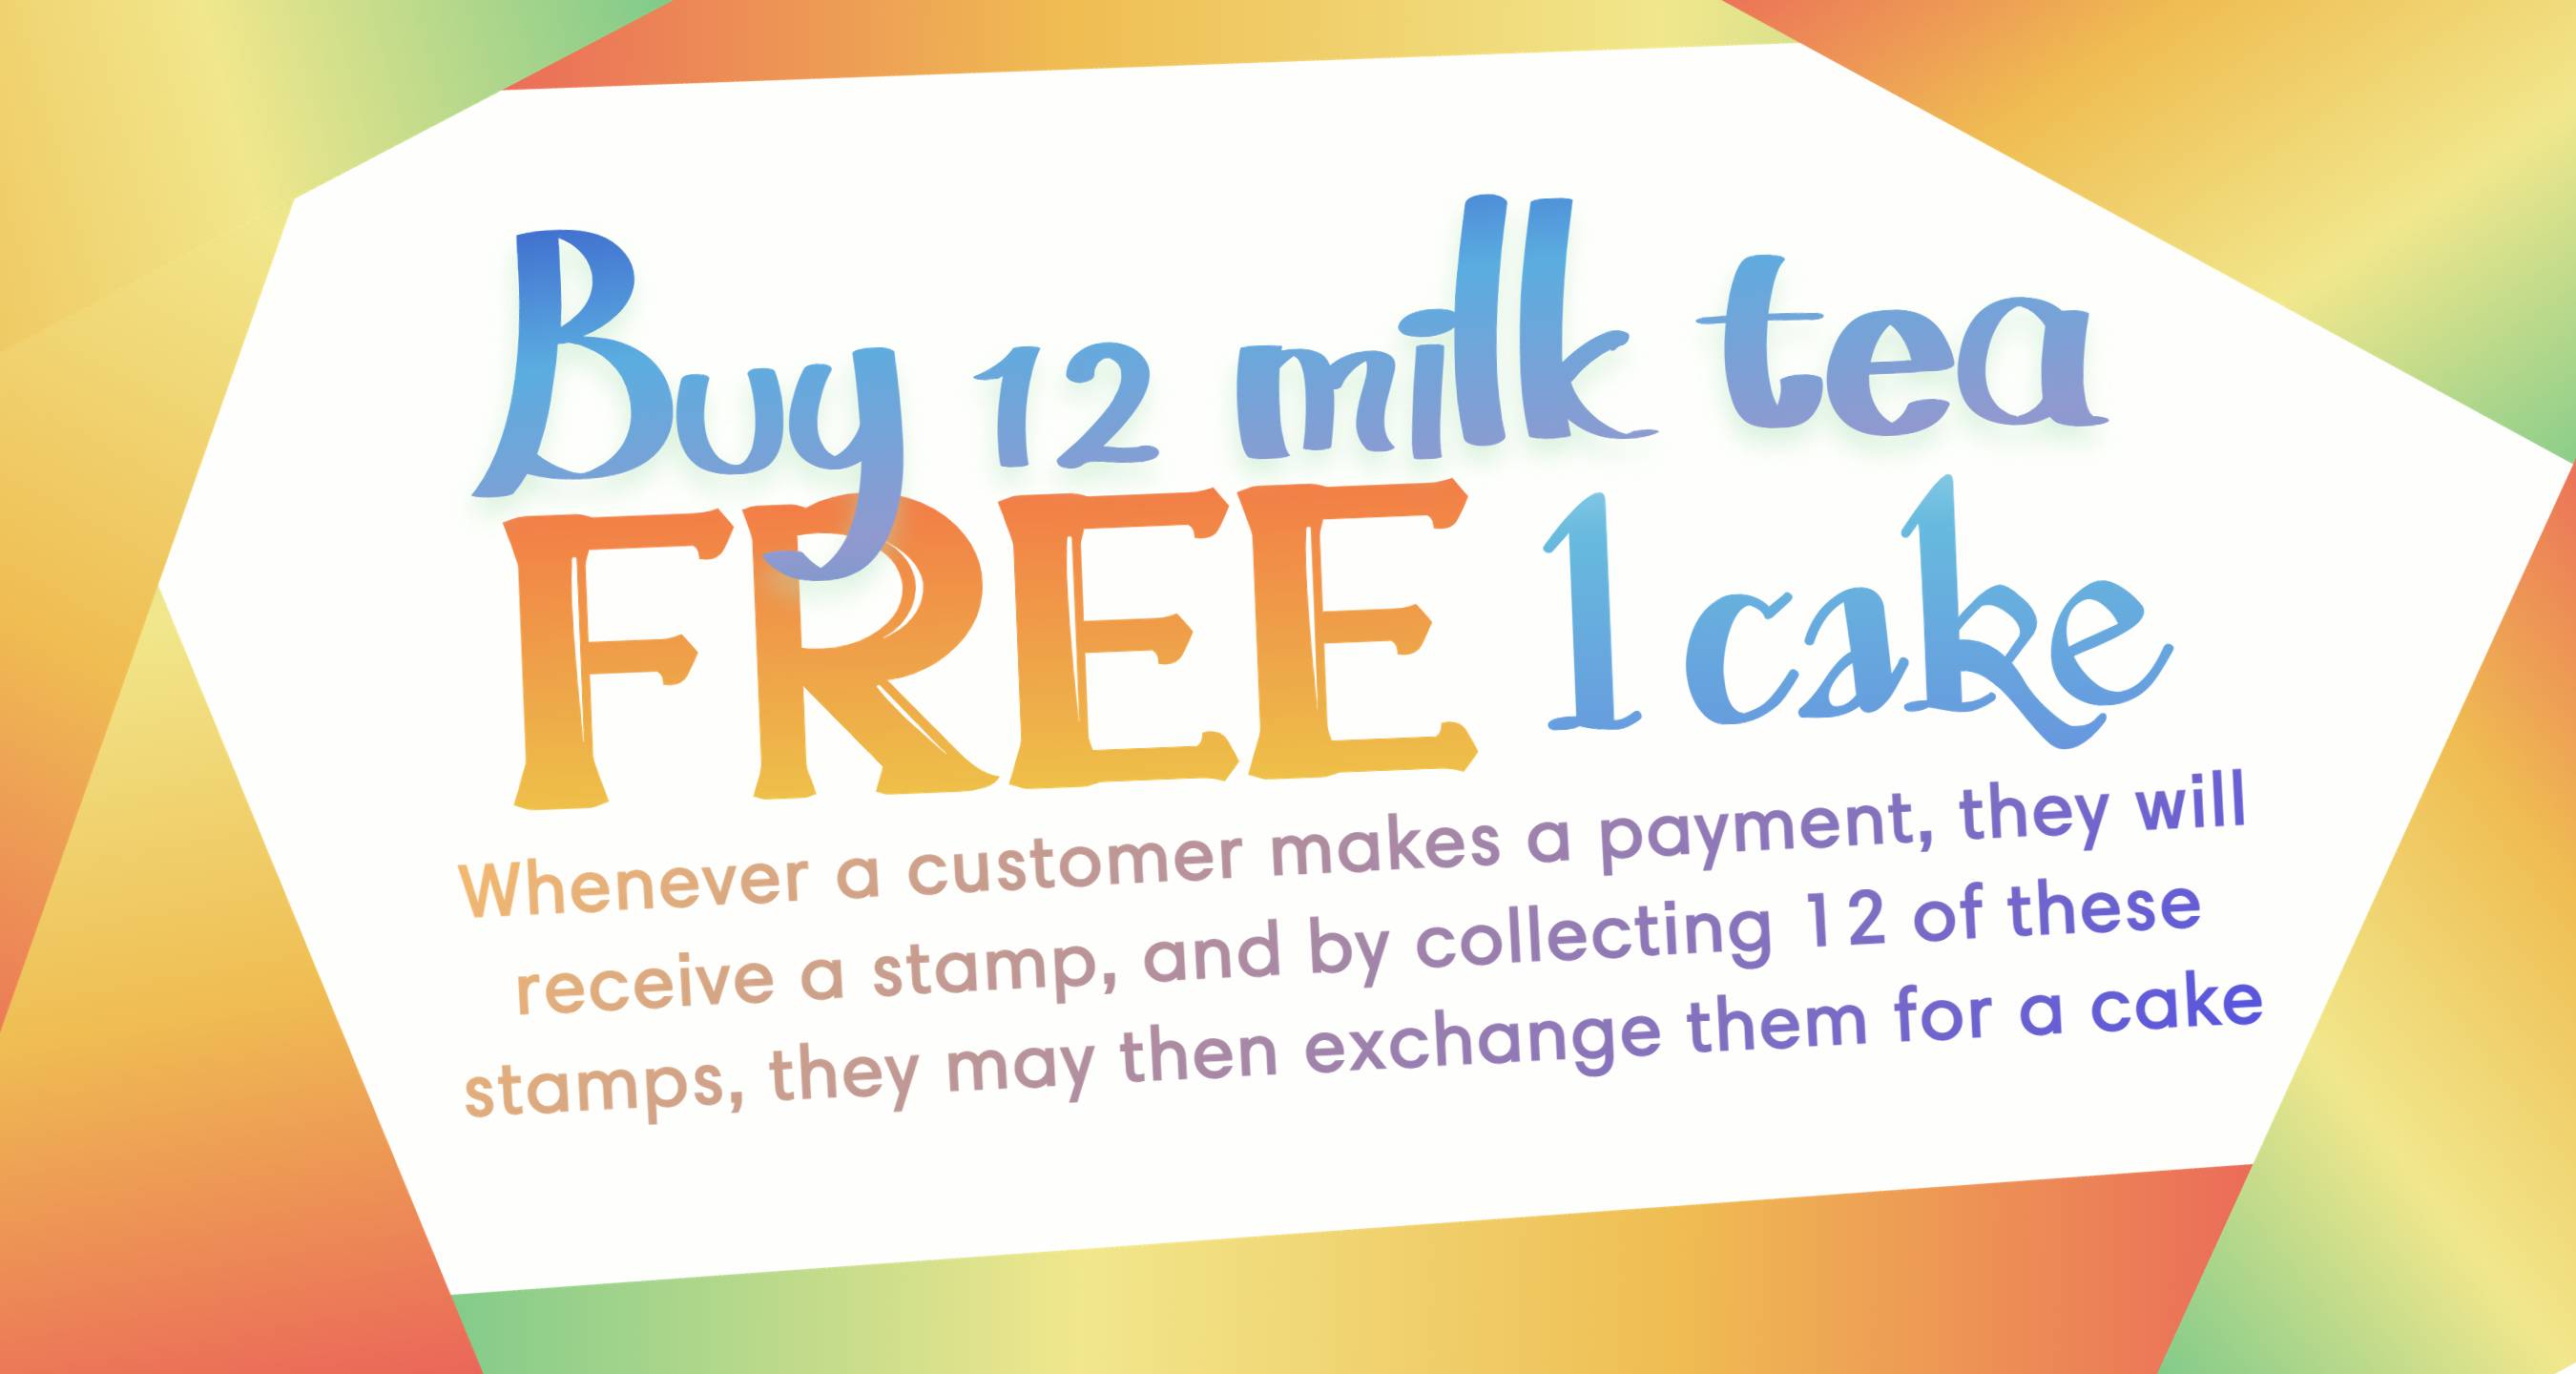 Buy 12 milk tea
FREE 1 cake
Whenever a customer makes a payment, they will
receive a stamp, and by collecting 12 of these
stamps, they may then exchange them for a cake